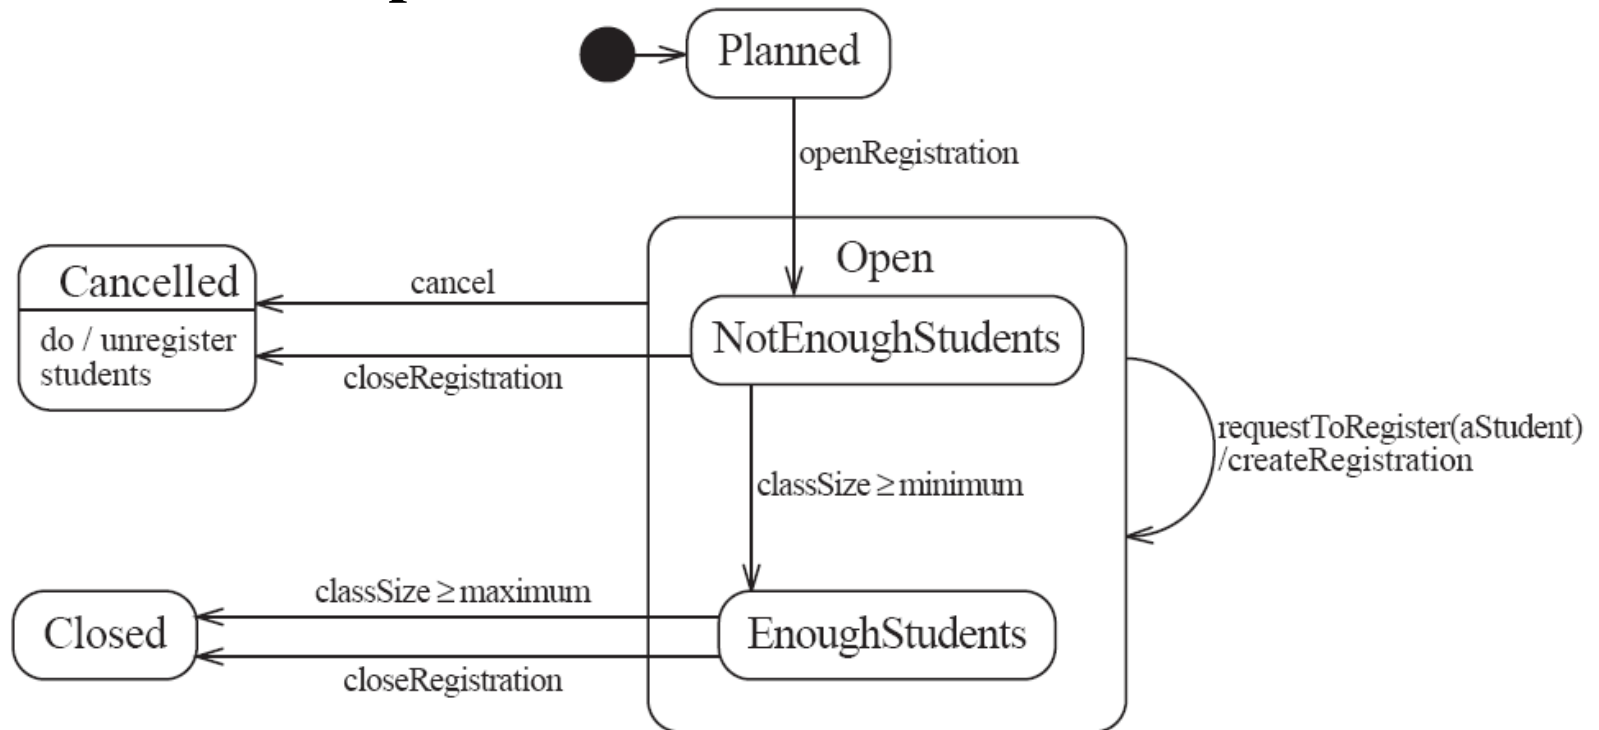 Planned
openRegistration
Open
Cancelled
cancel
do / unregister
students
NotEnoughStudents
closeRegistration
requestToRegister(aStudent)
/createRegistration
classSize ≥ minimum
classSize ≥ maximum
Closed
EnoughStudents
closeRegistration